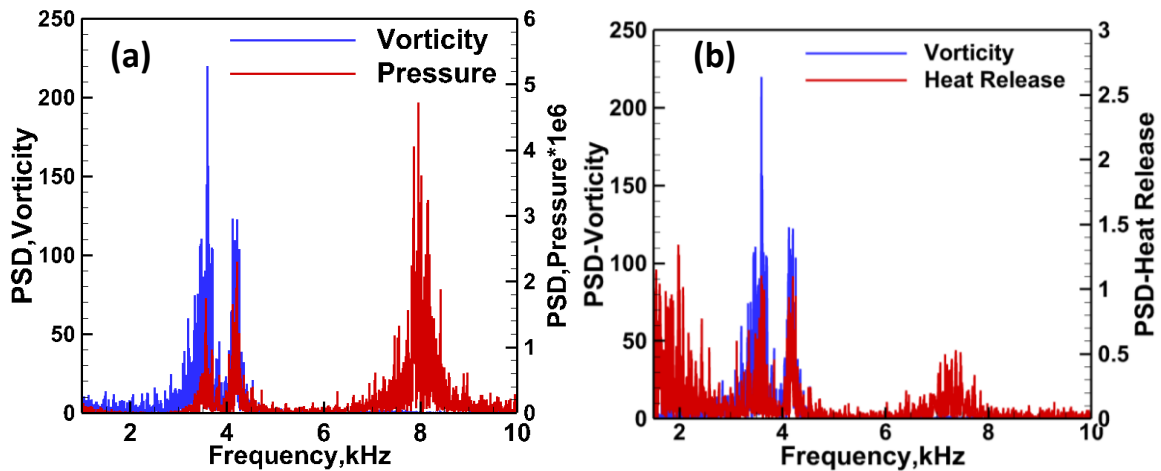 (a)
Vorticity
Pressure
250
200
150
100
50
0
PSD,Vorticity
6
5
4
3
2
1
0
PSD,Pressure*1e6
2 4 6 8 10
Frequency,kHz
(b)
Vorticity
Heat Release
250
200
150
100
50
0
PSD-Vorticity
3
2.5
2
1.5
1
0.5
0
PSD-Heat Release
2 4 6 8 10
Frequency,kHz